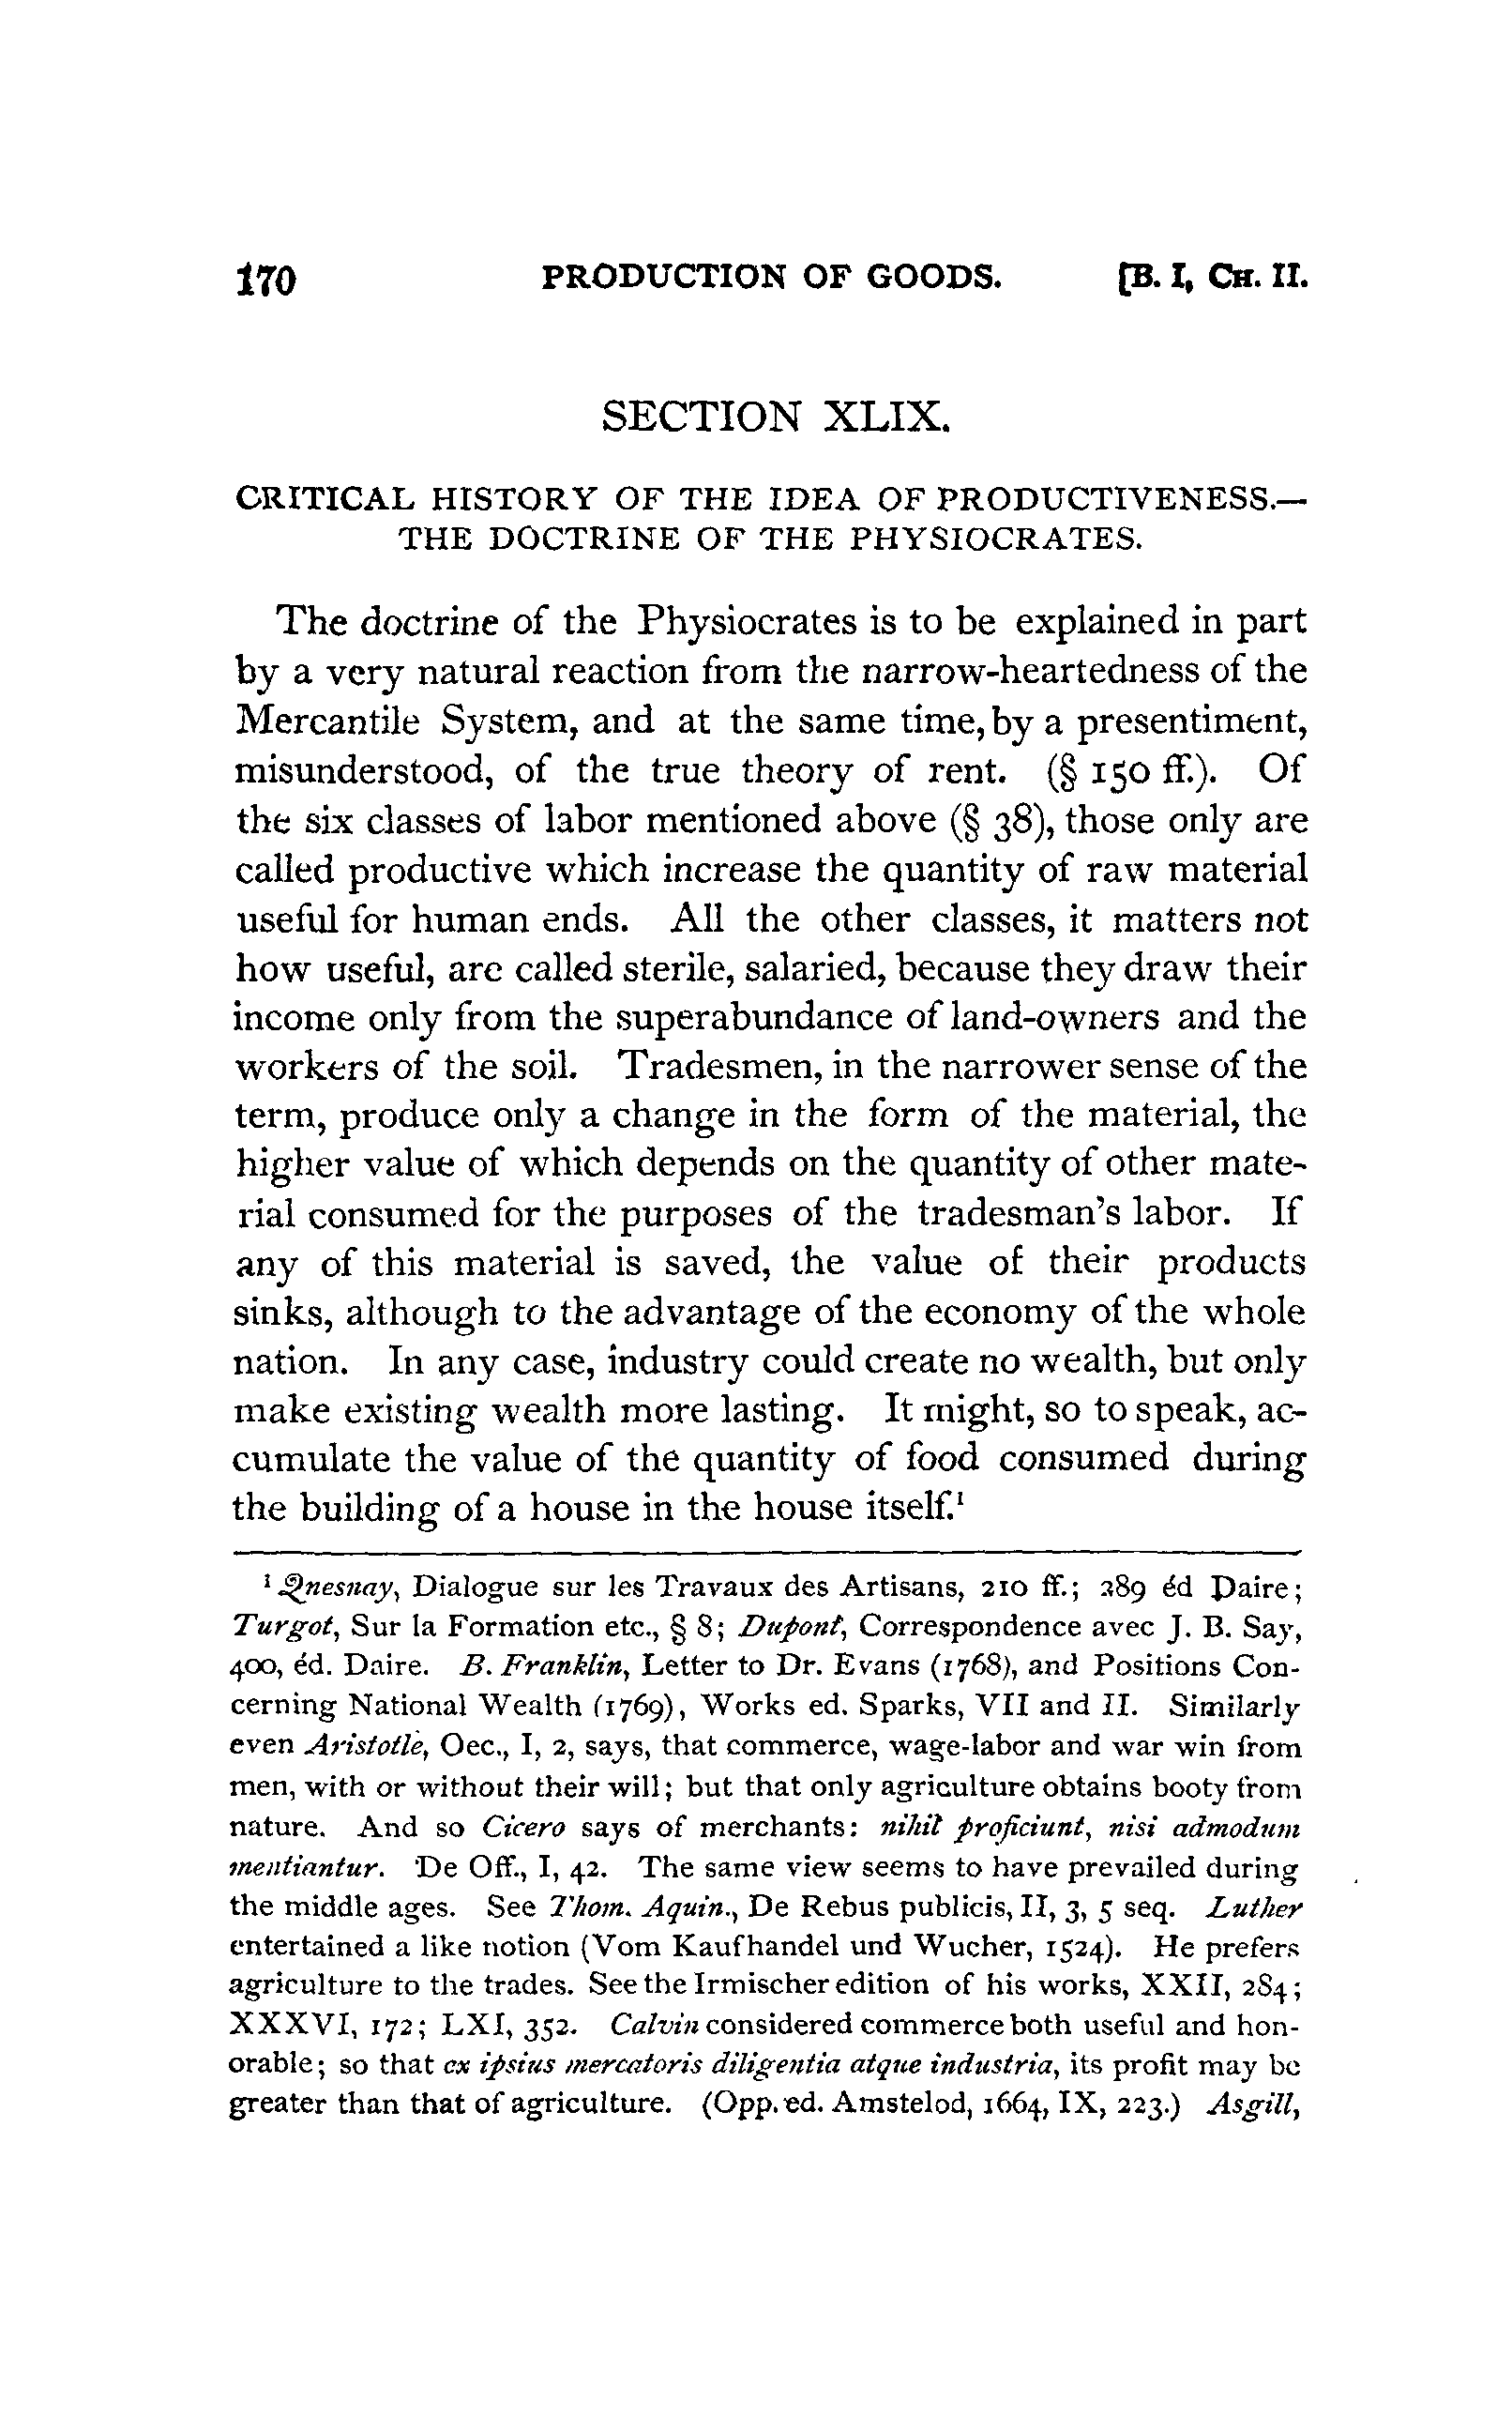 170 PRODUCTION OF GOODS. [B. I, CH. II.
SECTION XLIX.
CRITICAL HISTORY OF THE IDEA OF PRODUCTIVENESS.—
THE DOCTRINE OF THE PHYSIOCRATES.
The doctrine of the Physiocrates is to be explained in part
by a very natural reaction from the narrow-heartedness of the
Mercantile System, and at the same time, by a presentiment,
misunderstood, of the true theory of rent. (§ 150 ff.). Of
the six classes of labor mentioned above (§ 38), those only are
called productive which increase the quantity of raw material
useful for human ends. All the other classes, it matters not
how useful, are called sterile, salaried, because they draw their
income only from the superabundance of land-owners and the
workers of the soil. Tradesmen, in the narrower sense of the
term, produce only a change in the form of the material, the
higher value of which depends on the quantity of other mate-
rial consumed for the purposes of the tradesman's labor. If
any of this material is saved, the value of their products
sinks, although to the advantage of the economy of the whole
nation. In any case, industry could create no wealth, but only
make existing wealth more lasting. It might, so to speak, ac-
cumulate the value of the quantity of food consumed during
the building of a house in the house itself.¹
¹ Qnesnay, Dialogue sur les Travaux des Artisans, 210 ff.; 289 éd Daire;
Turgot, Sur la Formation etc., § 8; Dupont, Correspondence avec J. B. Say,
400, éd. Daire. B. Franklin, Letter to Dr. Evans (1768), and Positions Con-
cerning National Wealth (1769), Works ed. Sparks, VII and II. Similarly
even Aristotle, Oec., I, 2, says, that commerce, wage-labor and war win from
men, with or without their will; but that only agriculture obtains booty from
nature. And so Cicero says of merchants: nihil proficiunt, nisi admodum
mentiantur. De Off., I, 42. The same view seems to have prevailed during
the middle ages. See Thom. Aquin., De Rebus publicis, II, 3, 5 seq. Luther
entertained a like notion (Vom Kaufhandel und Wucher, 1524). He prefers
agriculture to the trades. See the Irmischer edition of his works, XXII, 284;
XXXVI, 172; LXI, 352. Calvin considered commerce both useful and hon-
orable; so that ex ipsius mercatoris diligentia atque industria, its profit may be
greater than that of agriculture. (Opp. ed. Amstelod, 1664, IX, 223.) Asgill,